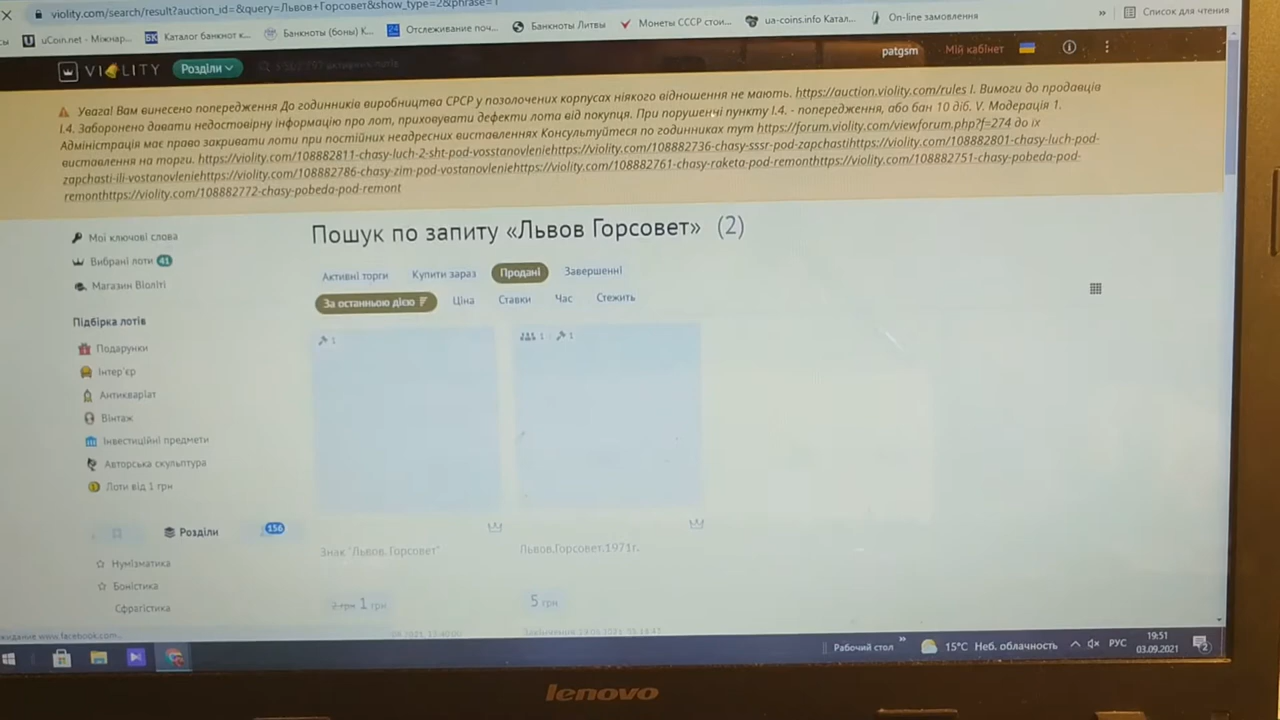 violity.com/search/result?auction_id=&query=Львов+Горсовет&show_type=2&phrase=1
Список для чтения
uCoin.net - Міжнар...
Каталог банкнот к...
Банкноты (боны) К...
Отслеживание поч...
Банкноты Литвы
Монеты СССР стои...
ua-coins.info Катал...
On-line замовлення
VIOLITY
Розділи
patgsm
Мій кабінет
Увага! Вам винесено попередження До годинників виробництва СРСР у позолочених корпусах ніякого відношення не мають. https://auction.violity.com/rules I. Вимоги до продавців
I.4. Заборонено давати недостовірну інформацію про лот, приховувати дефекти лота від покупця. При порушенні пункту I.4. - попередження, або бан 10 діб. V. Модерація 1.
Адміністрація має право закривати лоти при постійних неадресних виставленнях Консультуйтеся по годинниках тут https://forum.violity.com/viewforum.php?f=274 до їх
виставлення на торги. https://violity.com/108882811-chasy-luch-2-sht-pod-vosstanovleniehttps://violity.com/108882736-chasy-sssr-pod-zapchastihttps://violity.com/108882801-chasy-luch-pod-
zapchasti-ili-vostanovleniehttps://violity.com/108882786-chasy-zim-pod-vostanovleniehttps://violity.com/108882761-chasy-raketa-pod-remonthttps://violity.com/108882751-chasy-pobeda-pod-
remonthttps://violity.com/108882772-chasy-pobeda-pod-remont
Мої ключові слова
Вибрані лоти 41
Магазин Віоліті
Підбірка лотів
Подарунки
Інтер'єр
Антикваріат
Вінтаж
Інвестиційні предмети
Авторська скульптура
Лоти від 1 грн
Розділи
156
Нумізматика
Боністика
Сфрагістика
Пошук по запиту «Львов Горсовет» (2)
Активні торги
Купити зараз
Продані
Завершенні
За останньою дією
Ціна
Ставки
Час
Стежить
1
1
1
Знак "Львов. Горсовет"
Львов.Горсовет.1971г.
2 грн 1 грн
5 грн
www.facebook.com...
Рабочий стол
15°C Неб. облачность
РУС
19:51
03.09.2021
2
lenovo